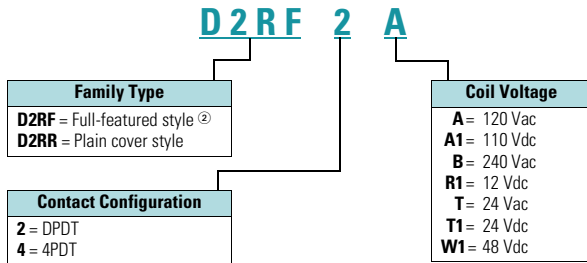 D2RF 2 A
Family Type
D2RF = Full-featured style ②
D2RR = Plain cover style
Contact Configuration
2 = DPDT
4 = 4PDT
Coil Voltage
A = 120 Vac
A1 = 110 Vdc
B = 240 Vac
R1 = 12 Vdc
T = 24 Vac
T1 = 24 Vdc
W1 = 48 Vdc